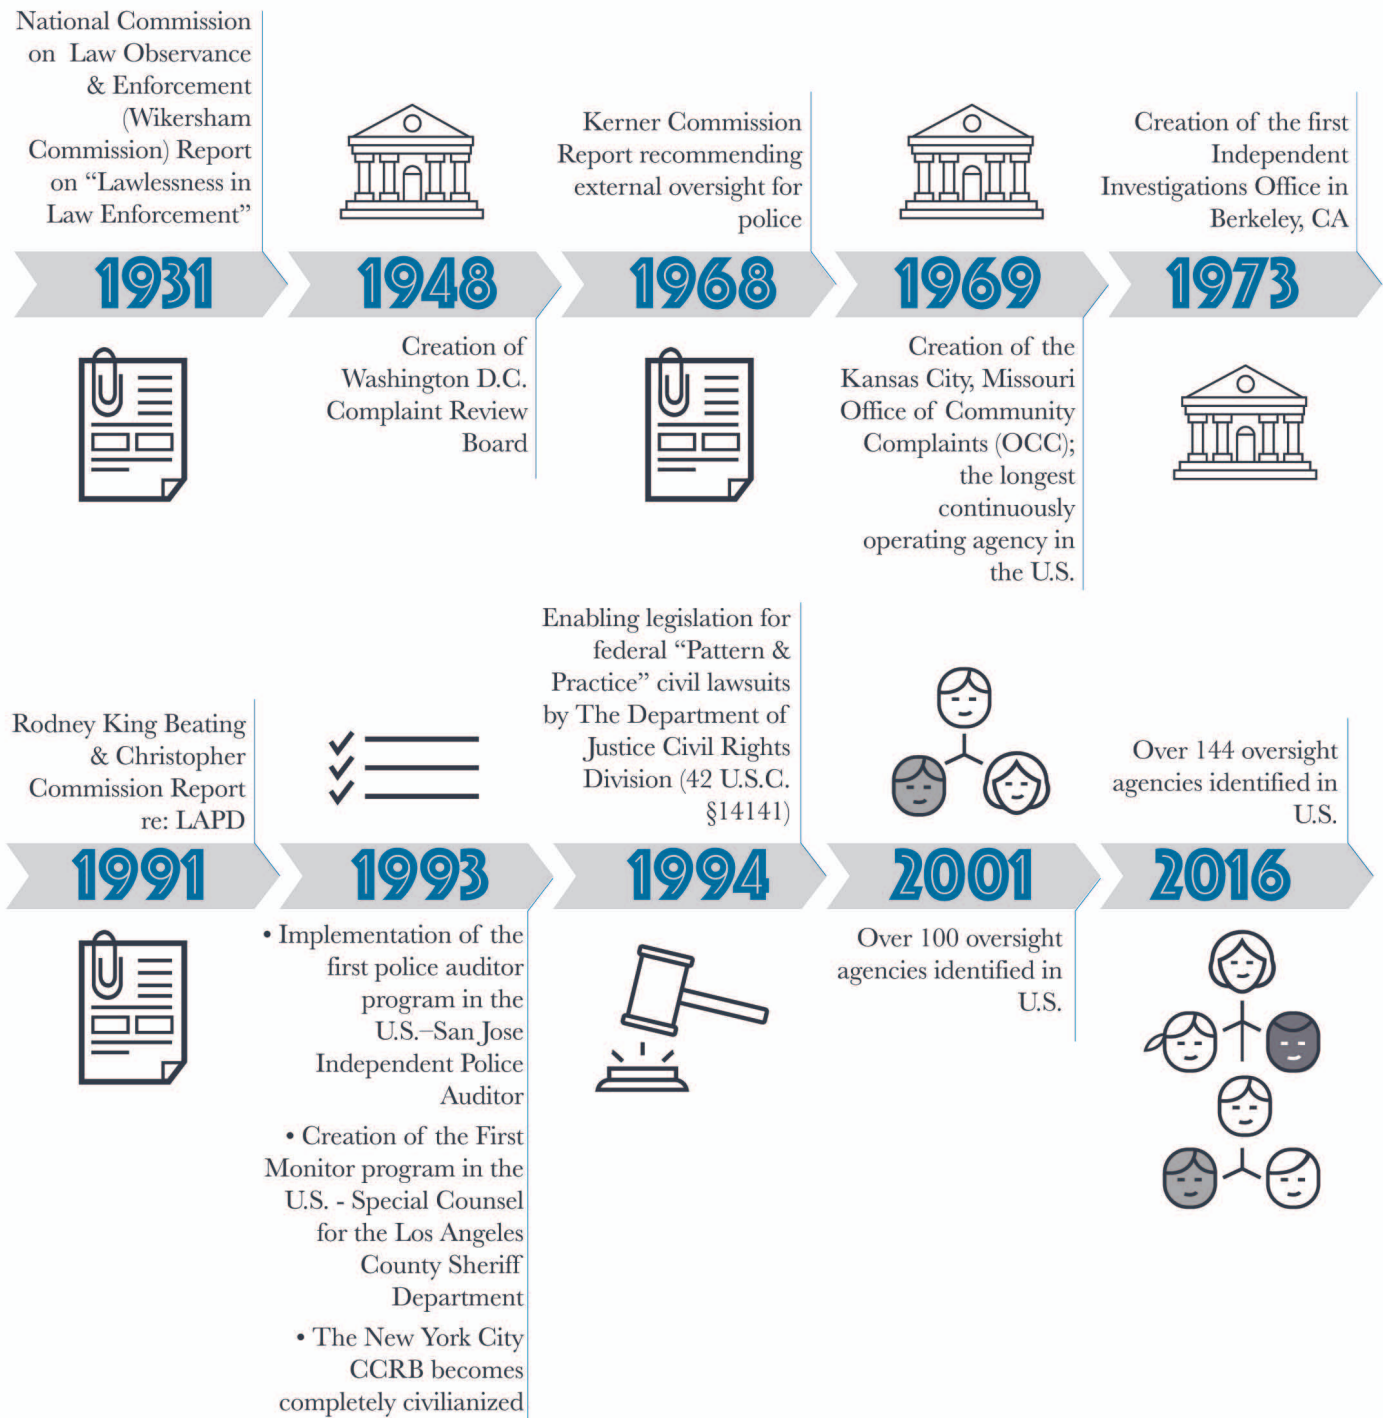 National Commission
on Law Observance
& Enforcement
(Wikersham
Commission) Report
on “Lawlessness in
Law Enforcement”
1931
1948
Creation of
Washington D.C.
Complaint Review
Board
Kerner Commission
Report recommending
external oversight for
police
1968
1969
Creation of the
Kansas City, Missouri
Office of Community
Complaints (OCC);
the longest
continuously
operating agency in
the U.S.
Creation of the first
Independent
Investigations Office in
Berkeley, CA
1973
Rodney King Beating
& Christopher
Commission Report
re: LAPD
1991
1993
• Implementation of the
first police auditor
program in the
U.S.–San Jose
Independent Police
Auditor
• Creation of the First
Monitor program in the
U.S. - Special Counsel
for the Los Angeles
County Sheriff
Department
• The New York City
CCRB becomes
completely civilianized
Enabling legislation for
federal “Pattern &
Practice” civil lawsuits
by The Department of
Justice Civil Rights
Division (42 U.S.C.
§14141)
1994
2001
Over 100 oversight
agencies identified in
U.S.
Over 144 oversight
agencies identified in
U.S.
2016